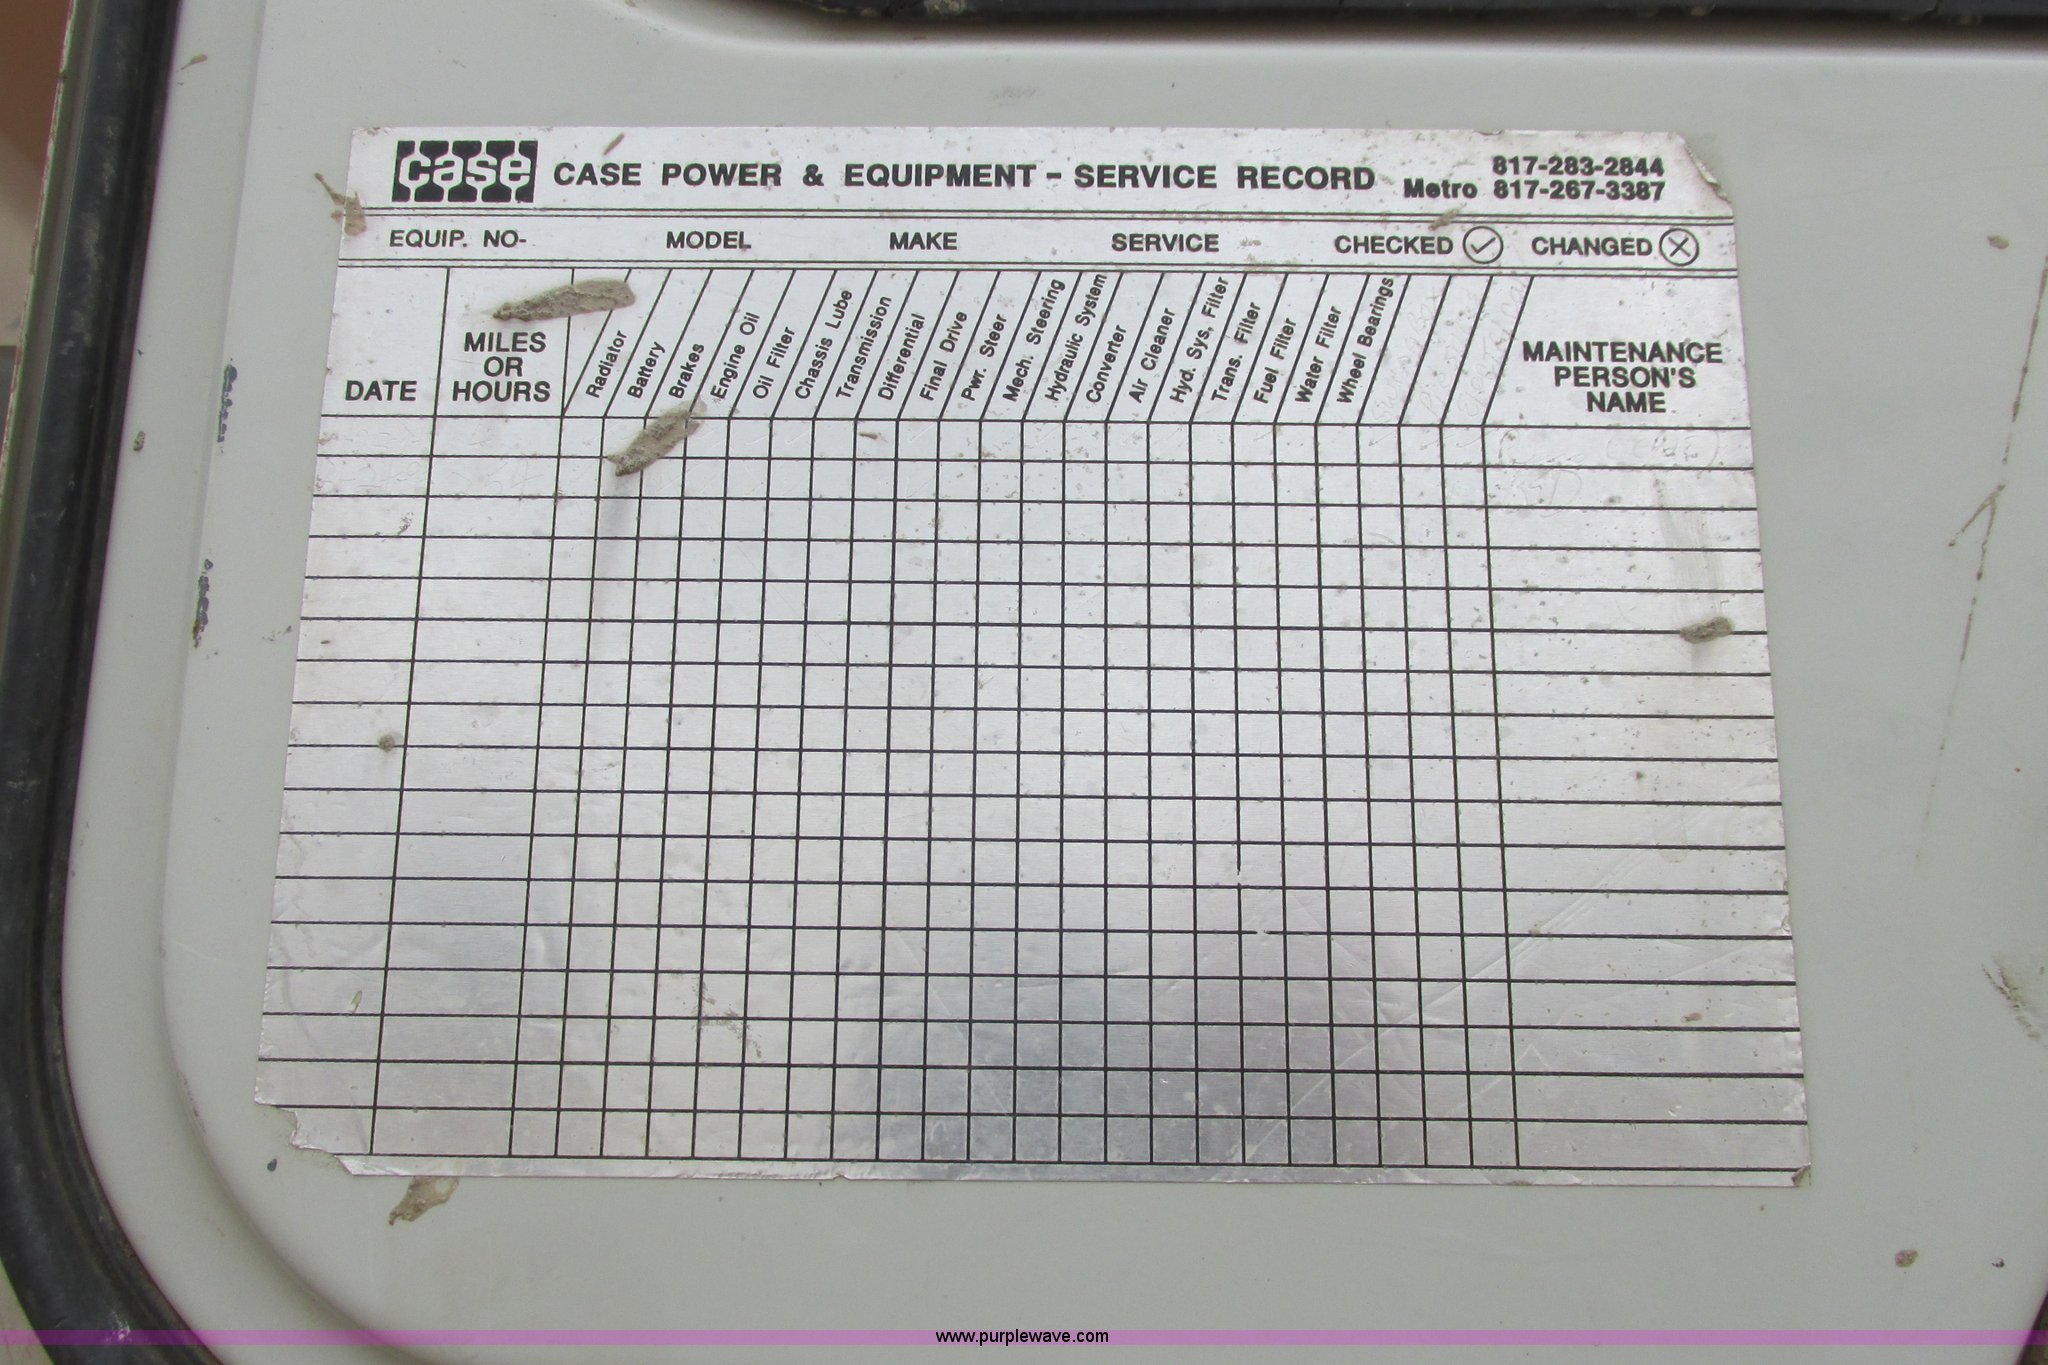 case CASE POWER & EQUIPMENT - SERVICE RECORD
817-283-2844
Metro 817-267-3387
EQUIP. NO- MODEL MAKE SERVICE CHECKED CHANGED
DATE
MILES
OR
HOURS
Radiator
Battery
Brakes
Engine Oil
Oil Filter
Chassis Lube
Transmission
Differential
Final Drive
Pwr. Steer
Mech. Steering
Hydraulic System
Converter
Air Cleaner
Hyd. Sys, Filter
Trans. Filter
Fuel Filter
Water Filter
Wheel Bearings
MAINTENANCE
PERSON'S
NAME
www.purplewave.com